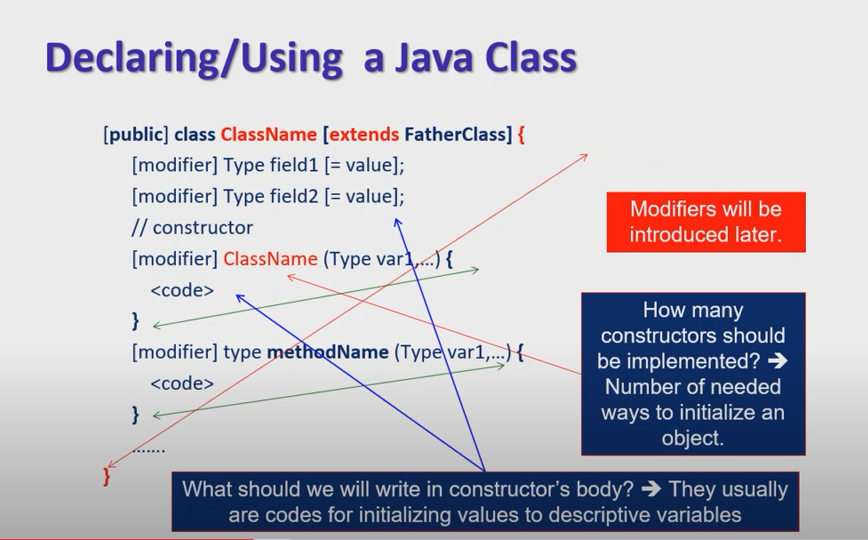 Declaring/Using a Java Class
[public] class ClassName [extends FatherClass] {
[modifier] Type field1 [= value];
[modifier] Type field2 [= value];
// constructor
[modifier] ClassName (Type var1,...) {
<code>
}
[modifier] type methodName (Type var1,...) {
<code>
}
.......
}
Modifiers will be
introduced later.
How many
constructors should
be implemented? ➔
Number of needed
ways to initialize an
object.
What should we will write in constructor's body? ➔ They usually
are codes for initializing values to descriptive variables